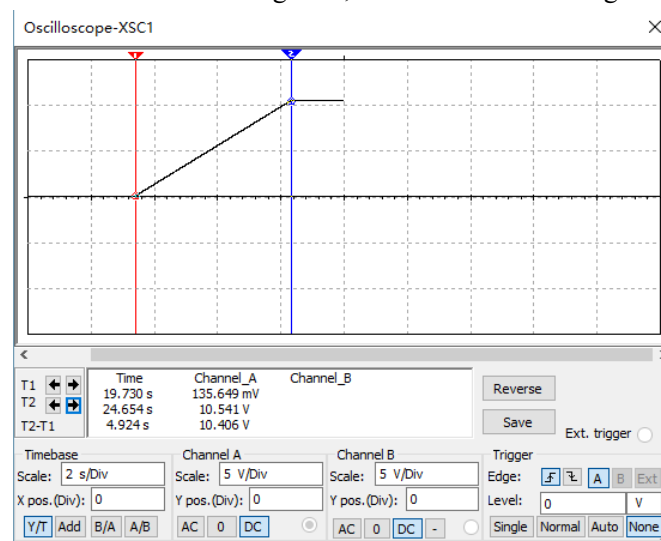 Oscilloscope-XSC1
1 2
T1 Time Channel_A Channel_B
T2 19.730 s 135.649 mV
24.654 s 10.541 V
T2-T1 4.924 s 10.406 V
Reverse
Save
Ext. trigger
Timebase Channel A Channel B Trigger
Scale: 2 s/Div Scale: 5 V/Div Scale: 5 V/Div Edge: A B Ext
X pos.(Div): 0 Y pos.(Div): 0 Y pos.(Div): 0 Level: 0 V
Y/T Add B/A A/B AC 0 DC AC 0 DC - Single Normal Auto None